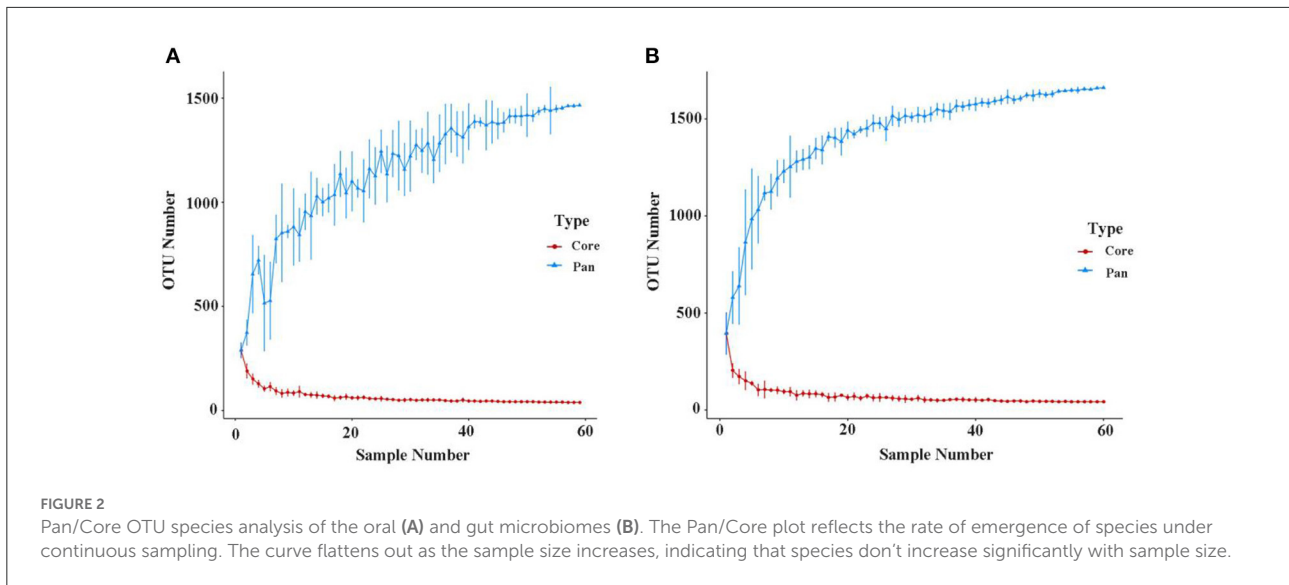 A
1500
1000
500
0
OTU Number
Type
Core
Pan
0 20 40 60
Sample Number
B
1500
1000
500
0
OTU Number
Type
Core
Pan
0 20 40 60
Sample Number
FIGURE 2
Pan/Core OTU species analysis of the oral (A) and gut microbiomes (B). The Pan/Core plot reflects the rate of emergence of species under
continuous sampling. The curve flattens out as the sample size increases, indicating that species don’t increase significantly with sample size.